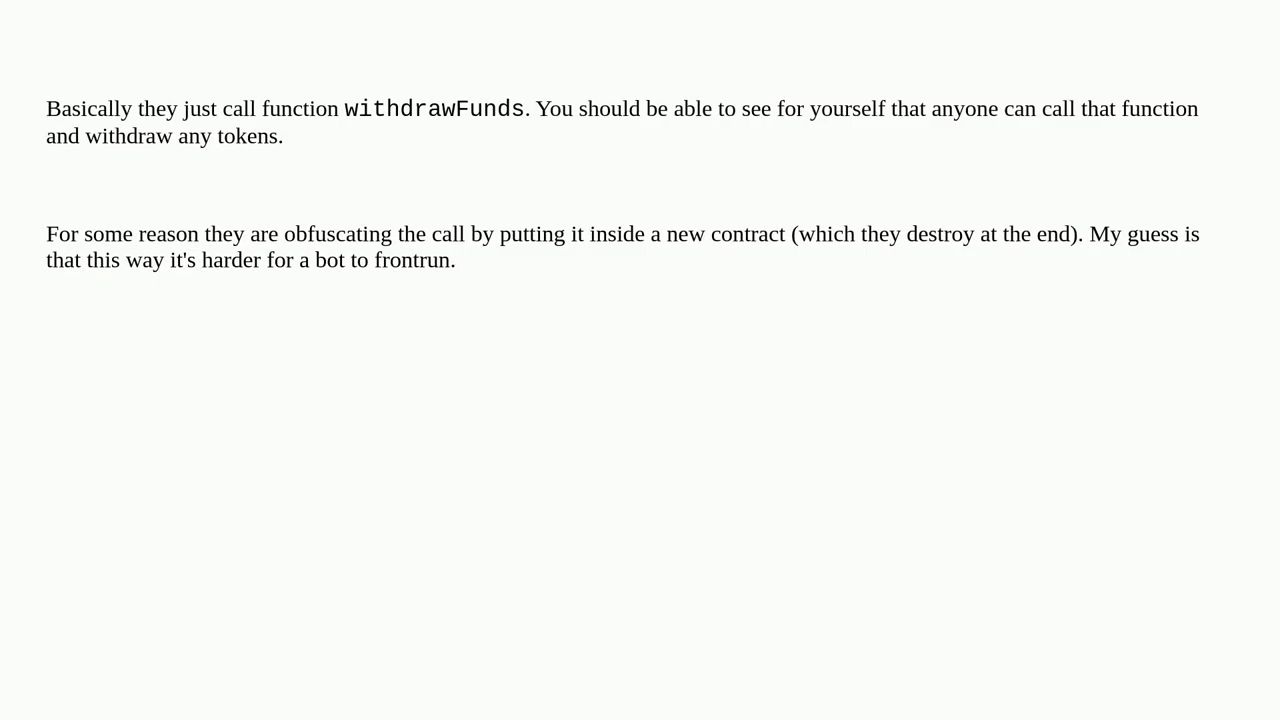 Basically they just call function withdrawFunds. You should be able to see for yourself that anyone can call that function
and withdraw any tokens.
For some reason they are obfuscating the call by putting it inside a new contract (which they destroy at the end). My guess is
that this way it's harder for a bot to frontrun.